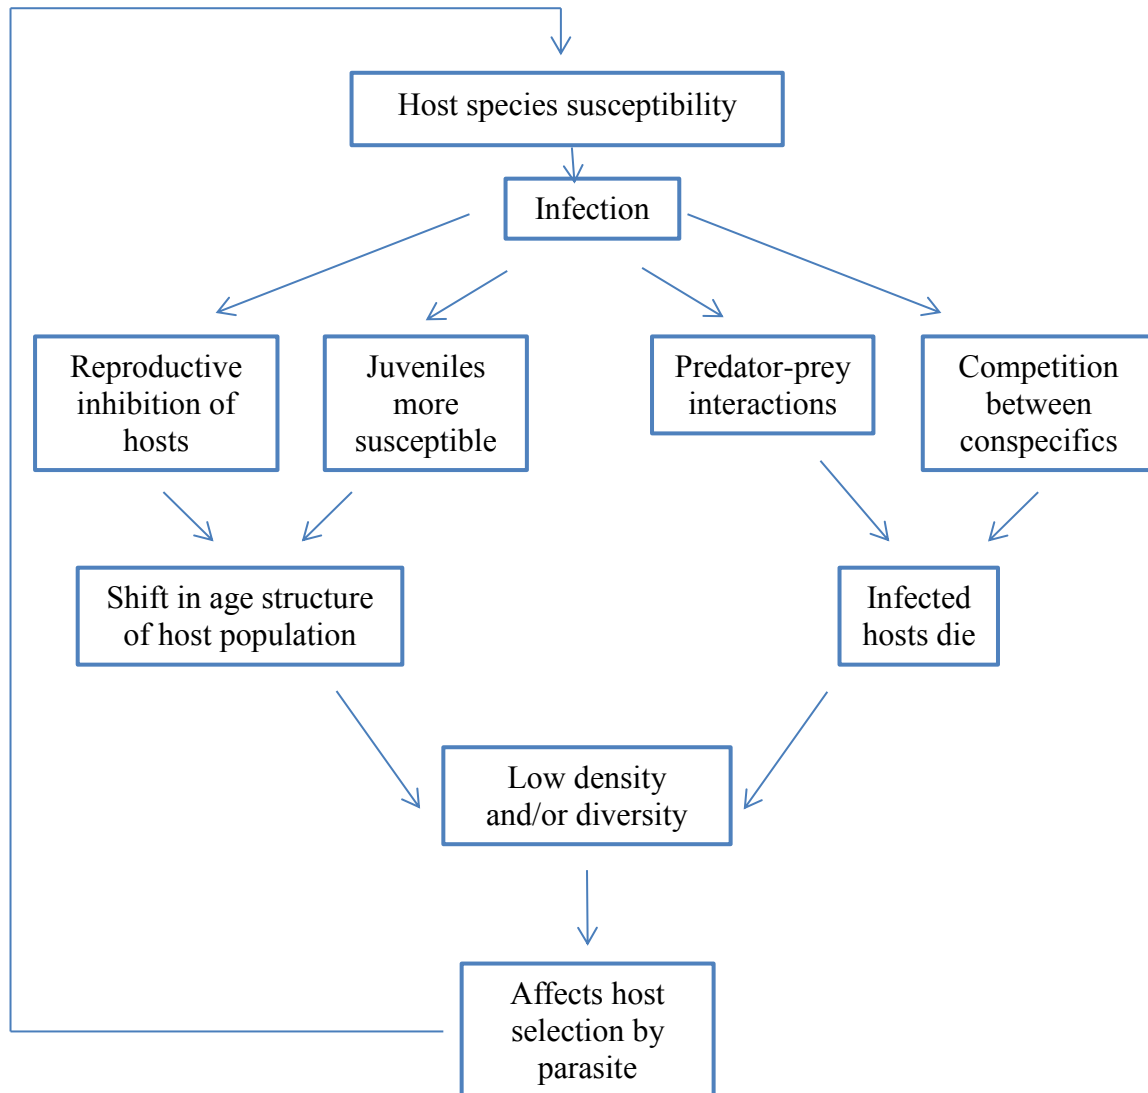 Host species susceptibility
Infection
Reproductive
inhibition of
hosts
Juveniles
more
susceptible
Predator-prey
interactions
Competition
between
conspecifics
Shift in age structure
of host population
Infected
hosts die
Low density
and/or diversity
Affects host
selection by
parasite